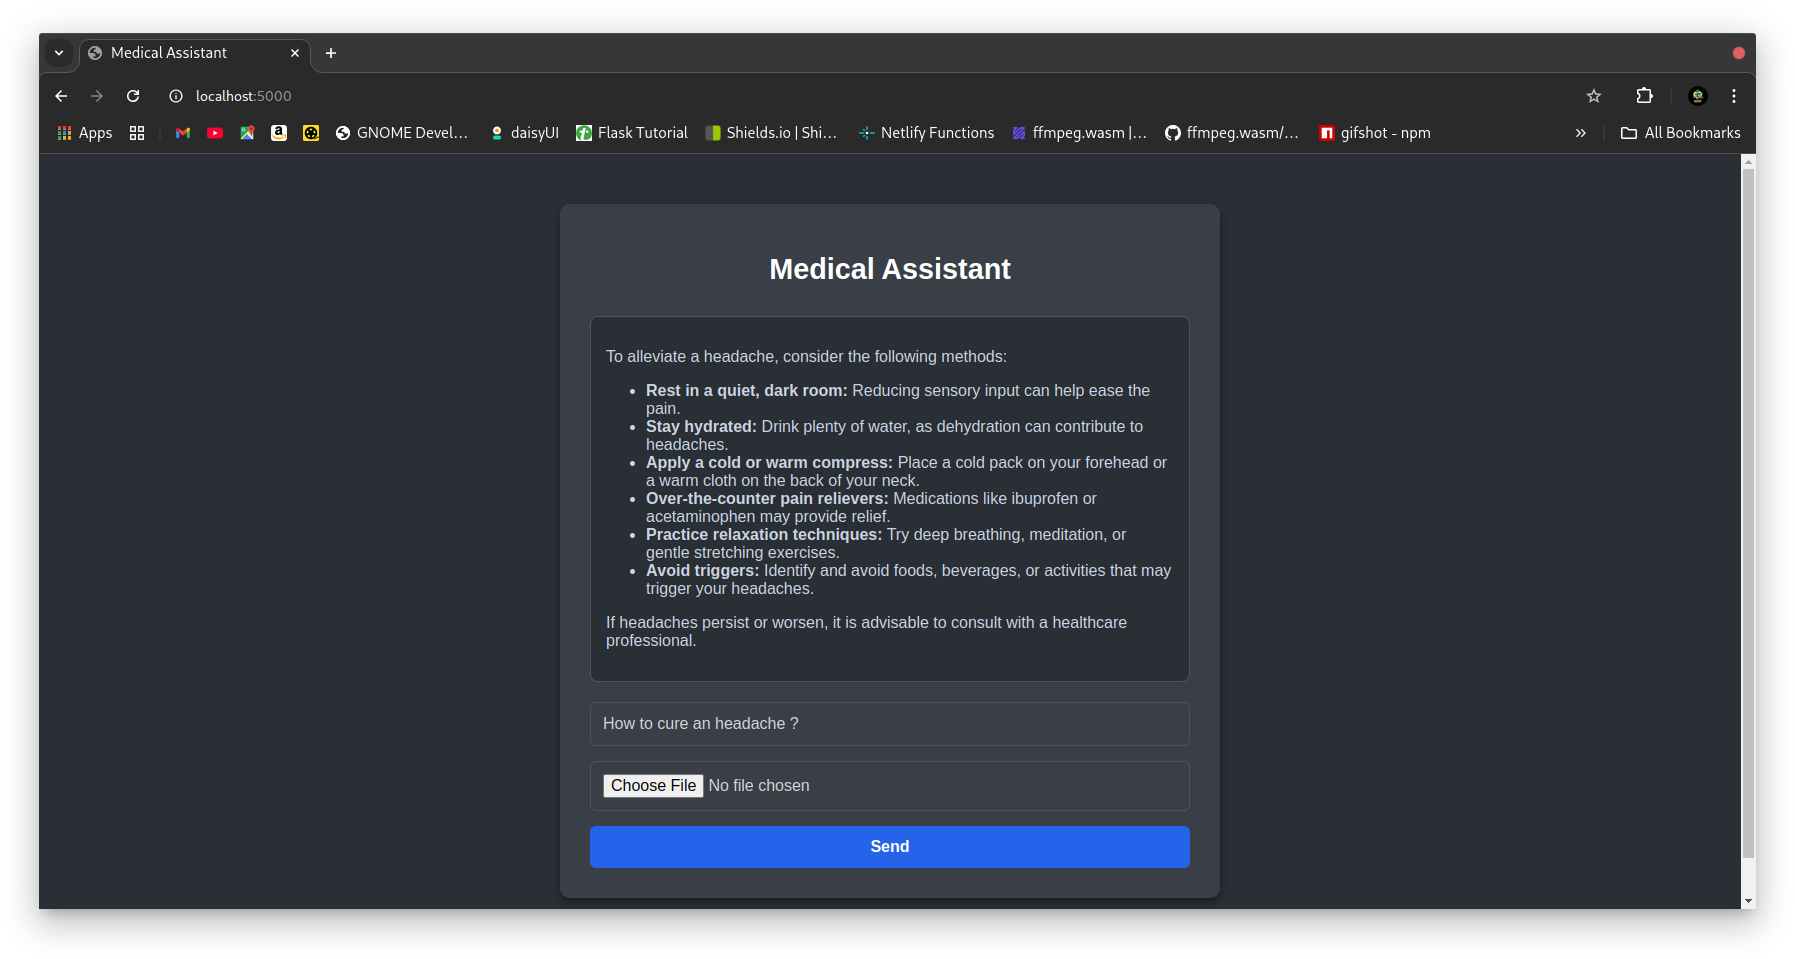 Medical Assistant
localhost:5000
Apps
GNOME Devel...
daisyUI
Flask Tutorial
Shields.io | Shi...
Netlify Functions
ffmpeg.wasm |...
ffmpeg.wasm/...
gifshot - npm
All Bookmarks
Medical Assistant
To alleviate a headache, consider the following methods:
• Rest in a quiet, dark room: Reducing sensory input can help ease the
pain.
• Stay hydrated: Drink plenty of water, as dehydration can contribute to
headaches.
• Apply a cold or warm compress: Place a cold pack on your forehead or
a warm cloth on the back of your neck.
• Over-the-counter pain relievers: Medications like ibuprofen or
acetaminophen may provide relief.
• Practice relaxation techniques: Try deep breathing, meditation, or
gentle stretching exercises.
• Avoid triggers: Identify and avoid foods, beverages, or activities that may
trigger your headaches.
If headaches persist or worsen, it is advisable to consult with a healthcare
professional.
How to cure an headache ?
Choose File No file chosen
Send